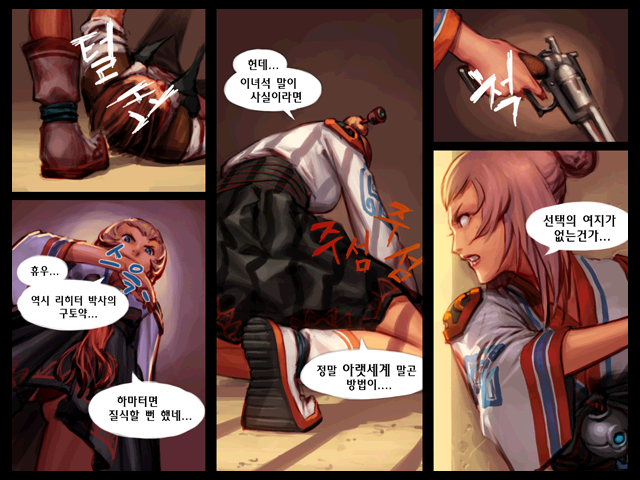 털
썩
휴우...
스윽-
역시 리히터 박사의
구토약...
하마터면
질식할 뻔 했네...
헌데...
이녀석 말이
사실이라면
주섬
주섬
정말 아랫세계 말곤
방법이....
척
선택의 여지가
없는건가...